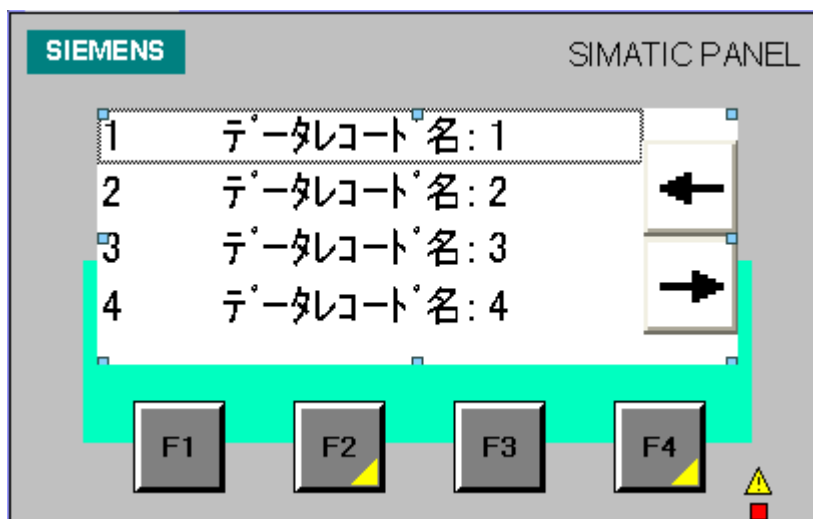 SIEMENS
SIMATIC PANEL
1 データレコード名: 1
2 データレコード名: 2
3 データレコード名: 3
4 データレコード名: 4
F1 F2 F3 F4